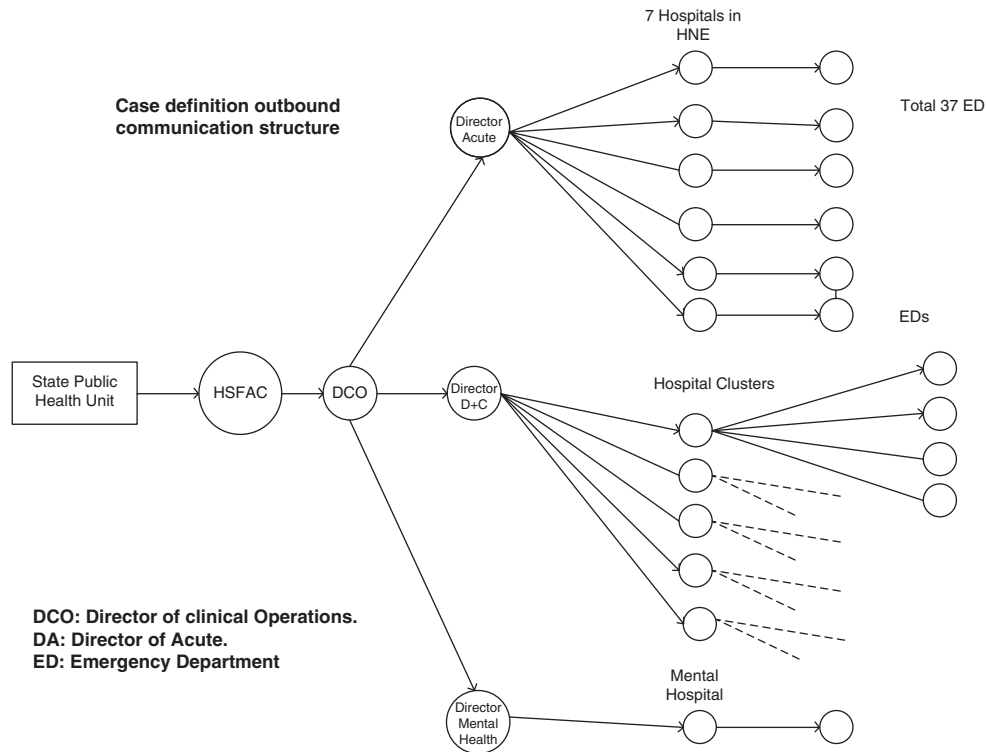 7 Hospitals in
HNE
Case definition outbound
communication structure
Director
Acute
Total 37 ED
EDs
State Public
Health Unit
HSFAC
DCO
Director
D+C
Hospital Clusters
DCO: Director of clinical Operations.
DA: Director of Acute.
ED: Emergency Department
Mental
Hospital
Director
Mental
Health